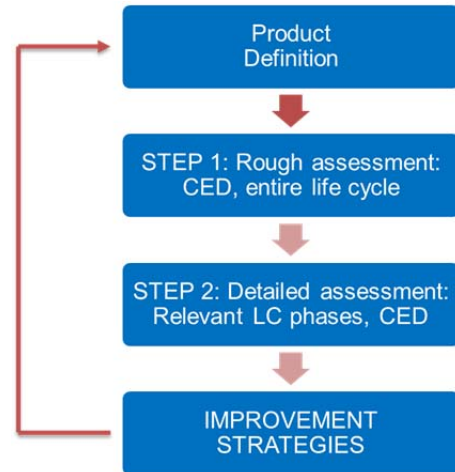 Product
Definition
STEP 1: Rough assessment:
CED, entire life cycle
STEP 2: Detailed assessment:
Relevant LC phases, CED
IMPROVEMENT
STRATEGIES